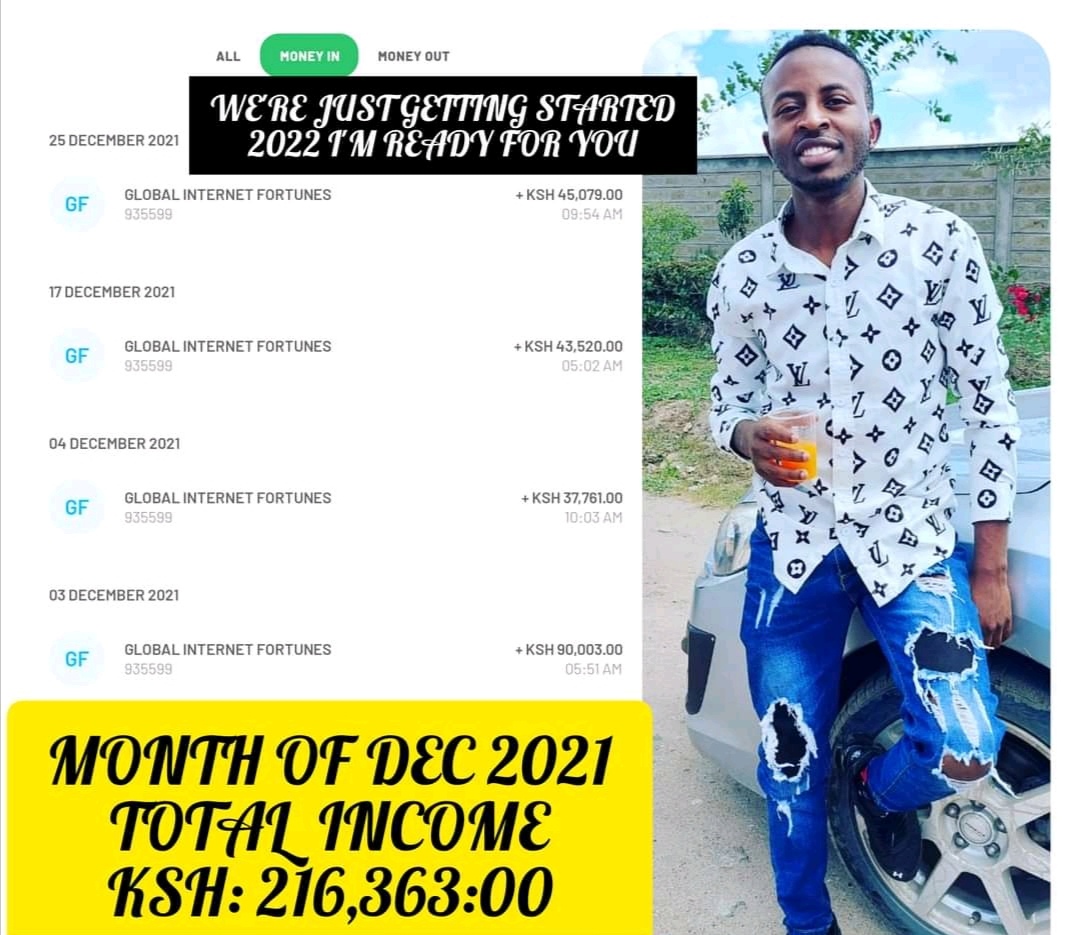 ALL MONEY IN MONEY OUT
WE'RE JUST GETTING STARTED
2022 I'M READY FOR YOU
25 DECEMBER 2021
GF GLOBAL INTERNET FORTUNES + KSH 45,079.00
935599 09:54 AM
17 DECEMBER 2021
GF GLOBAL INTERNET FORTUNES + KSH 43,520.00
935599 05:02 AM
04 DECEMBER 2021
GF GLOBAL INTERNET FORTUNES + KSH 37,761.00
935599 10:03 AM
03 DECEMBER 2021
GF GLOBAL INTERNET FORTUNES + KSH 90,003.00
935599 05:51 AM
MONTH OF DEC 2021
TOTAL INCOME
KSH: 216,363:00